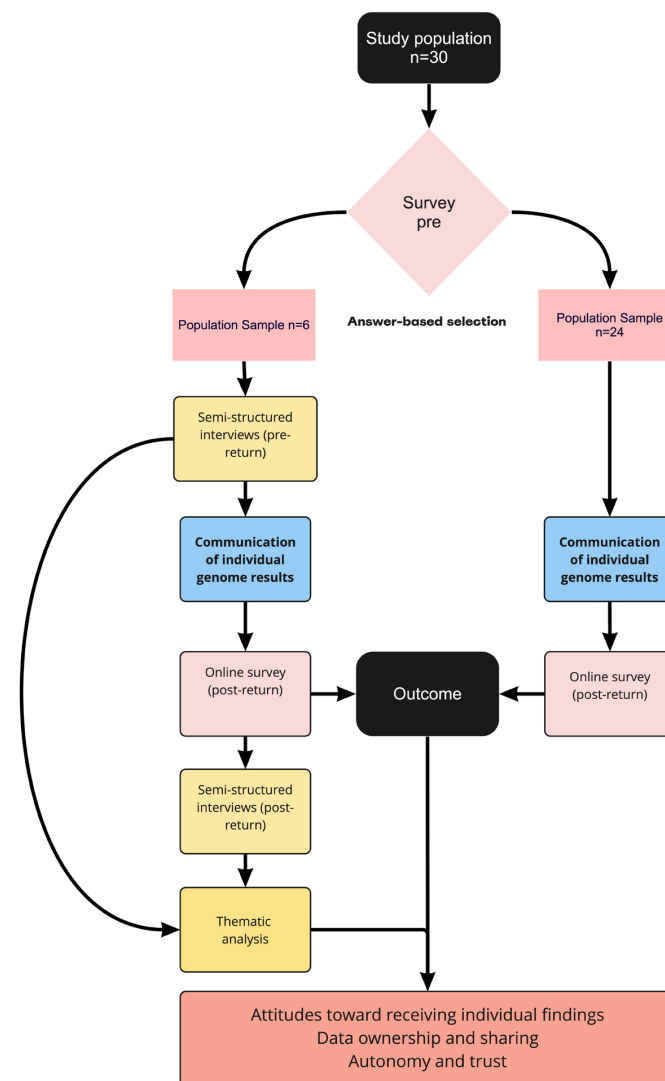 Study population
n=30
Survey
pre
Population Sample n=6
Answer-based selection
Population Sample
n=24
Semi-structured
interviews (pre-
return)
Communication
of individual
genome results
Communication
of individual
genome results
Online survey
(post-return)
Outcome
Online survey
(post-return)
Semi-structured
interviews (post-
return)
Thematic
analysis
Attitudes toward receiving individual findings
Data ownership and sharing
Autonomy and trust